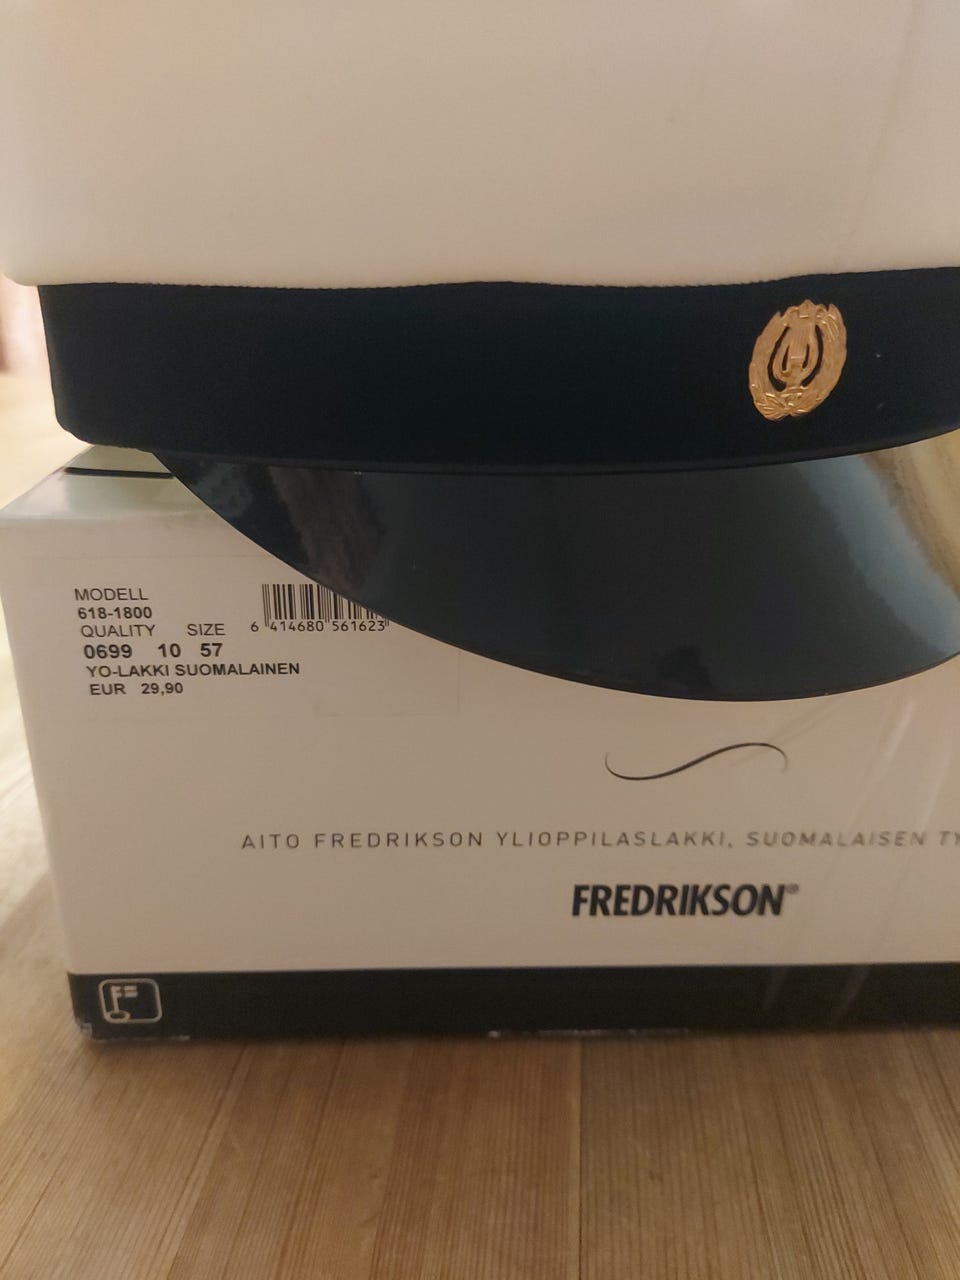 MODELL
618-1800
QUALITY SIZE
0699 10 57
YO-LAKKI SUOMALAINEN
EUR 29,90
6 414680 561623
AITO FREDRIKSON YLIOPPILASLAKKI, SUOMALAISEN
FREDRIKSON®